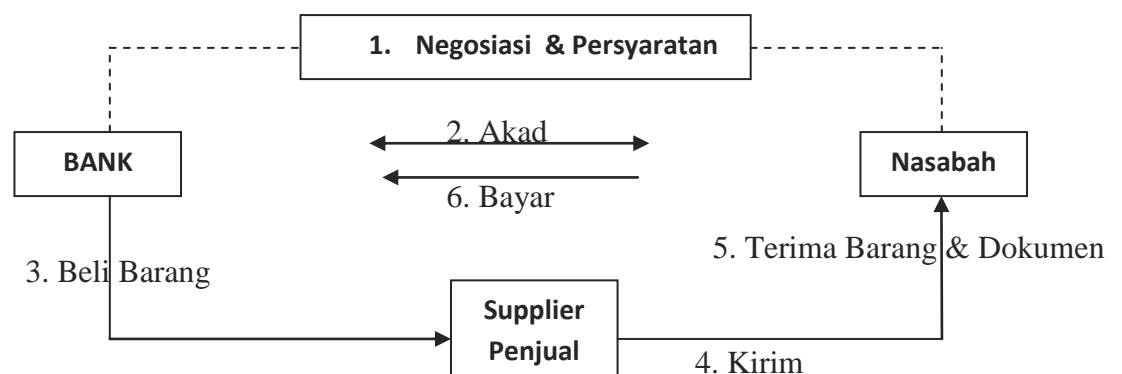 1. Negosiasi & Persyaratan
2. Akad
BANK
Nasabah
6. Bayar
5. Terima Barang & Dokumen
3. Beli Barang
Supplier
Penjual
4. Kirim